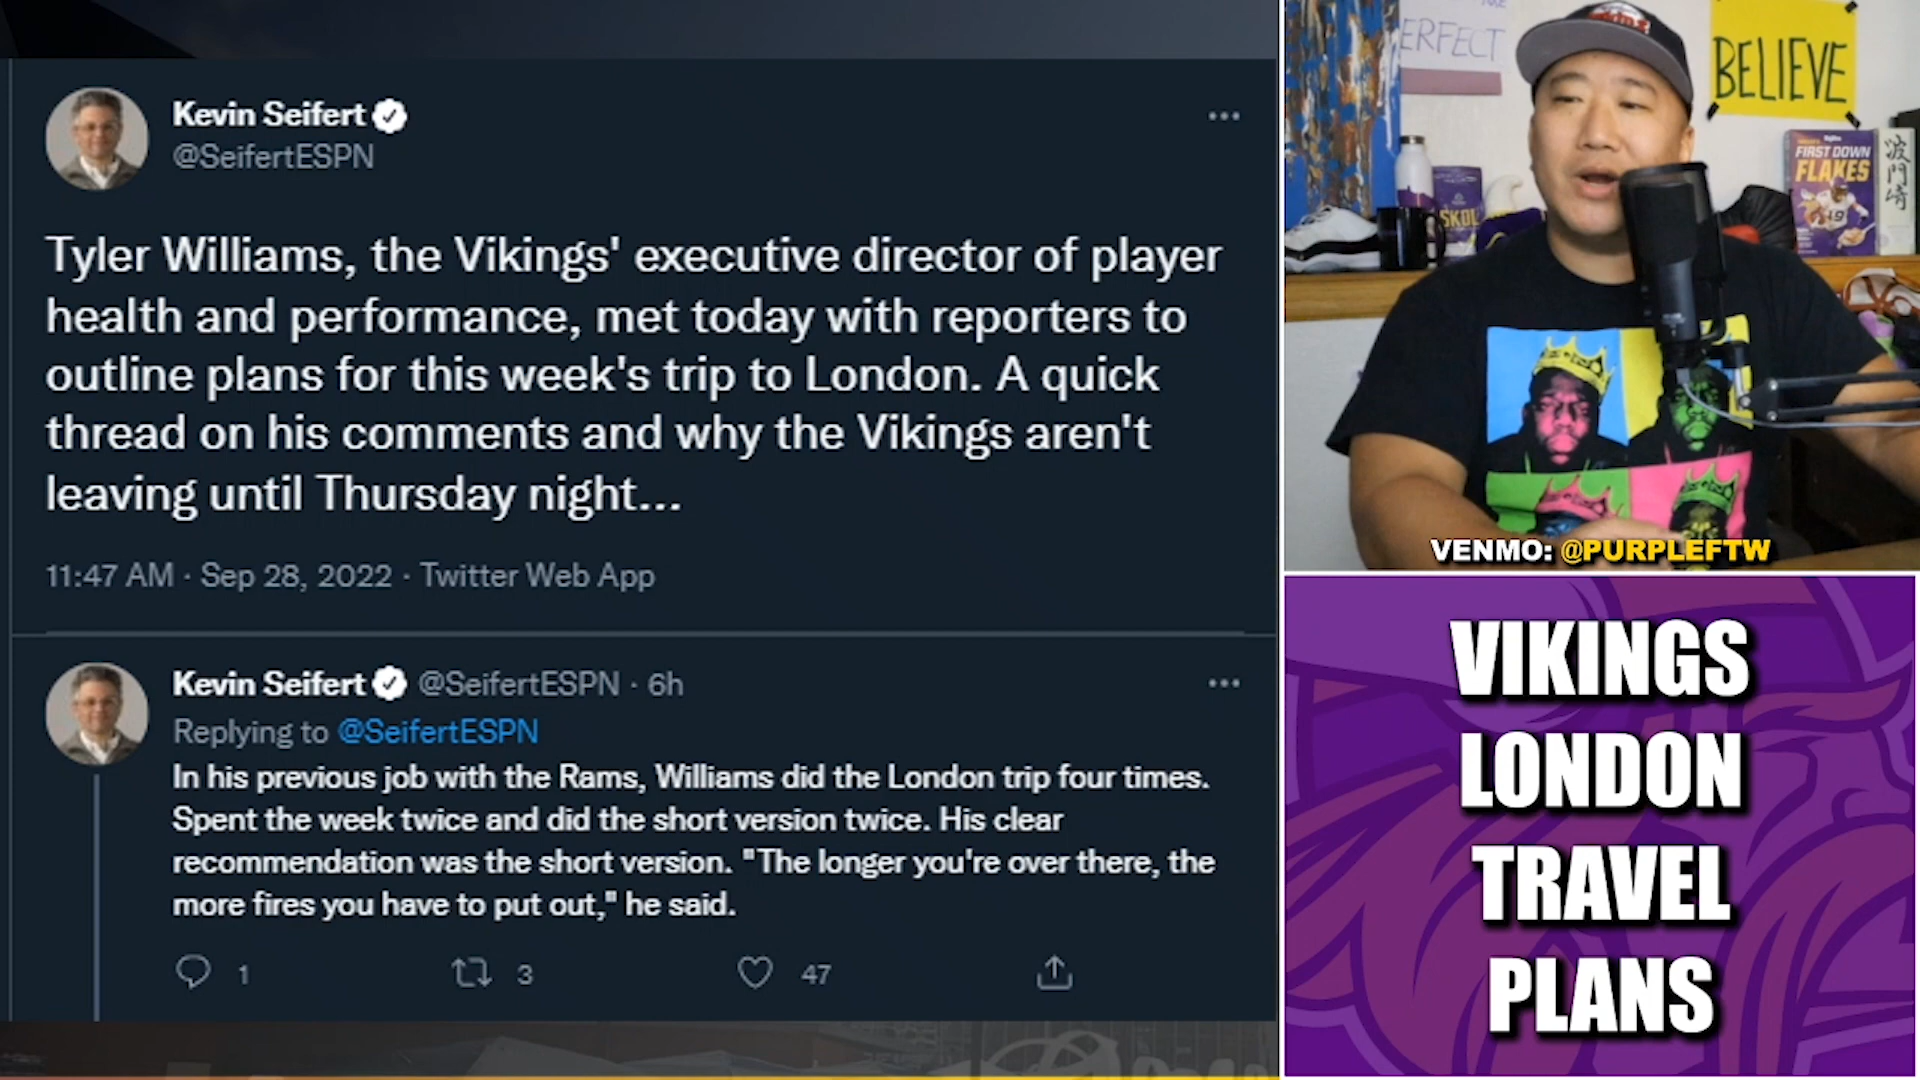 Kevin Seifert
@SeifertESPN
Tyler Williams, the Vikings' executive director of player
health and performance, met today with reporters to
outline plans for this week's trip to London. A quick
thread on his comments and why the Vikings aren't
leaving until Thursday night...
11:47 AM · Sep 28, 2022 · Twitter Web App
Kevin Seifert @SeifertESPN · 6h
Replying to @SeifertESPN
In his previous job with the Rams, Williams did the London trip four times.
Spent the week twice and did the short version twice. His clear
recommendation was the short version. "The longer you're over there, the
more fires you have to put out," he said.
1 3 47
BELIEVE
FIRST DOWN
FLAKES
19
SKOL
波門崎
VENMO: @PURPLEFTW
VIKINGS
LONDON
TRAVEL
PLANS